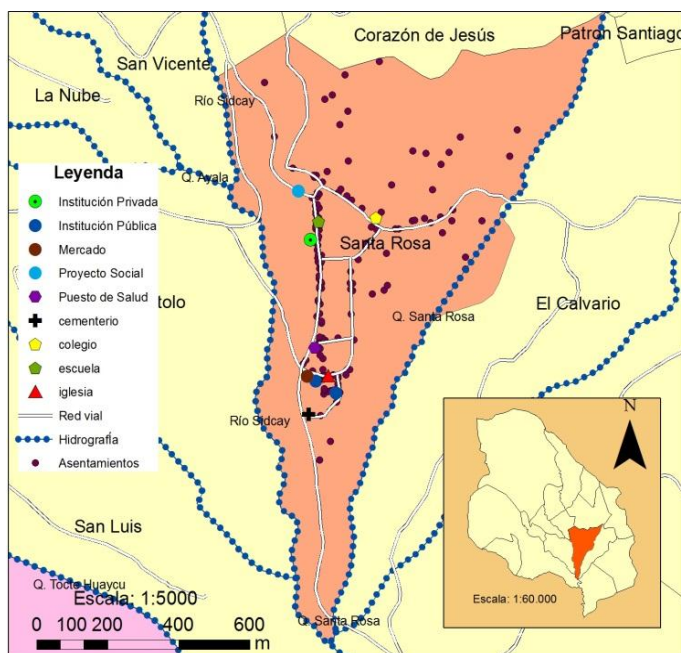 Corazón de Jesús
Patron Santiago
San Vicente
La Nube
Río Sidcay
Q. Ayala
Leyenda
Institución Privada
Institución Pública
Mercado
Proyecto Social
Puesto de Salud
cementerio
colegio
escuela
iglesia
Red vial
Hidrografía
Asentamientos
Santa Rosa
tolo
El Calvario
Q. Santa Rosa
Río Sidcay
San Luis
Q. Tocte Huaycu
Escala: 1:5000
0 100 200 400 600
m
Q. Santa Rosa
N
Escala: 1:60.000